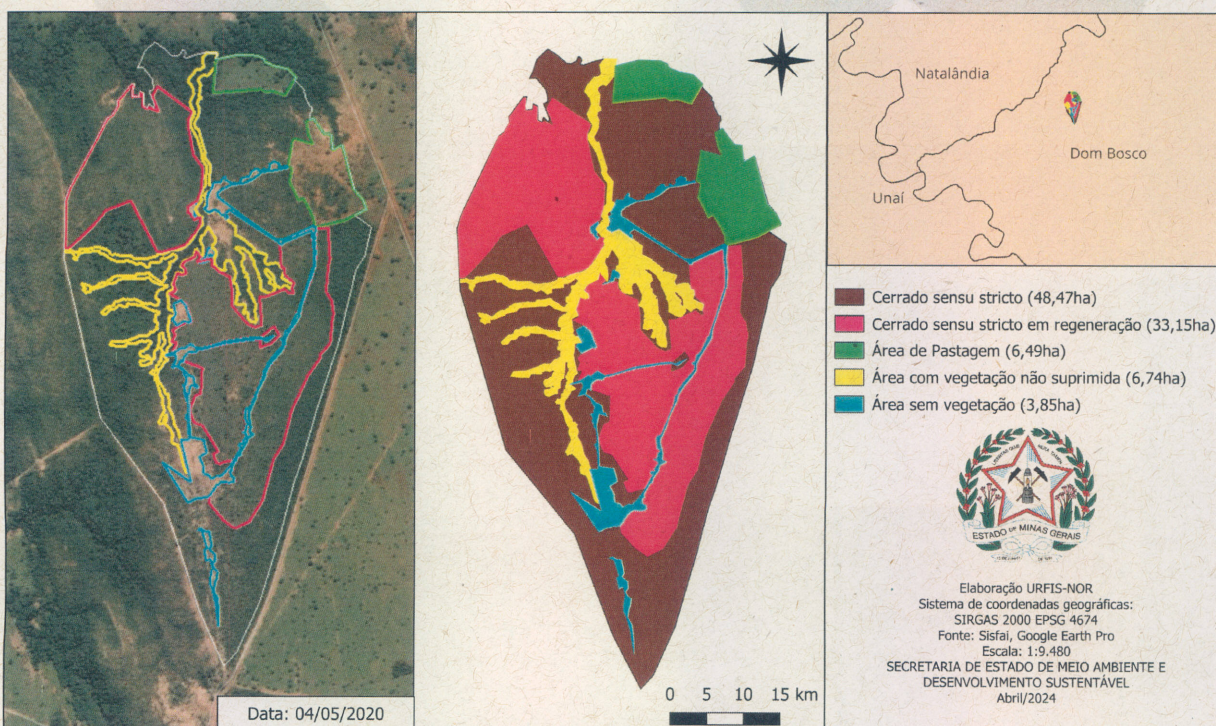 Data: 04/05/2020
0 5 10 15 km
Natalândia
Dom Bosco
Unaí
Cerrado sensu stricto (48,47ha)
Cerrado sensu stricto em regeneração (33,15ha)
Área de Pastagem (6,49ha)
Área com vegetação não suprimida (6,74ha)
Área sem vegetação (3,85ha)
ESTADO DE MINAS GERAIS
Elaboração URFIS-NOR
Sistema de coordenadas geográficas:
SIRGAS 2000 EPSG 4674
Fonte: Sisfai, Google Earth Pro
Escala: 1:9.480
SECRETARIA DE ESTADO DE MEIO AMBIENTE E
DESENVOLVIMENTO SUSTENTÁVEL
Abril/2024